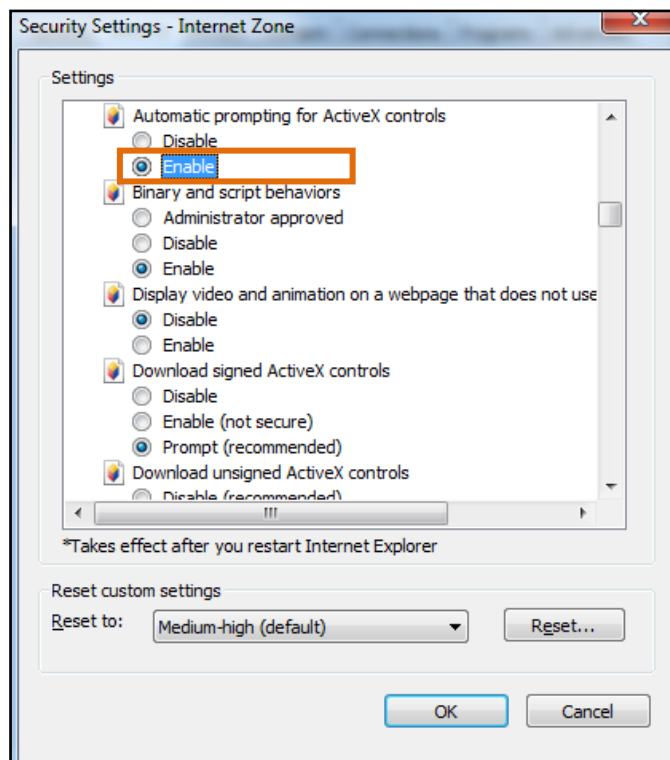 Security Settings - Internet Zone
Settings
Automatic prompting for ActiveX controls
Disable
Enable
Binary and script behaviors
Administrator approved
Disable
Enable
Display video and animation on a webpage that does not use
Disable
Enable
Download signed ActiveX controls
Disable
Enable (not secure)
Prompt (recommended)
Download unsigned ActiveX controls
Disable (recommended)
*Takes effect after you restart Internet Explorer
Reset custom settings
Reset to: Medium-high (default) Reset...
OK Cancel